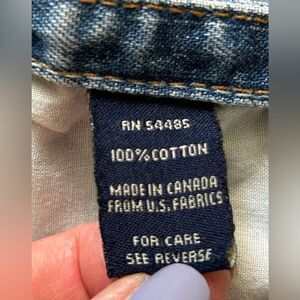 RN 54485
100% COTTON
MADE IN CANADA
FROM U.S. FABRICS
FOR CARE
SEE REVERSE